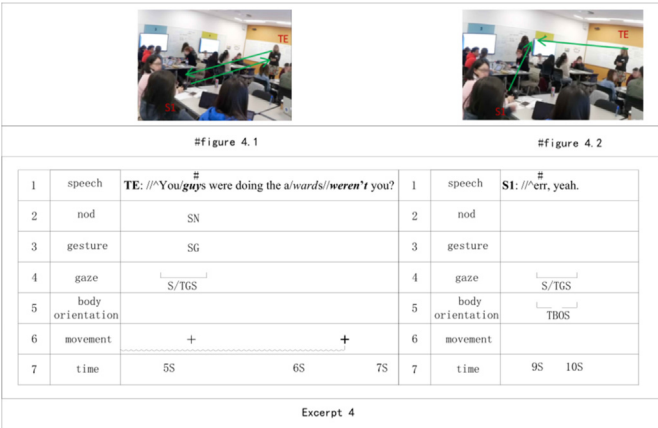 TE
S1
TE
S1
#figure 4.1
#figure 4.2
#
1 speech TE: //^You/guys were doing the a/wards//weren't you?
2 nod SN
3 gesture SG
4 gaze S/TGS
5 body orientation
6 movement + +
7 time 5S 6S 7S
#
1 speech S1: //^err, yeah.
2 nod
3 gesture
4 gaze S/TGS
5 body orientation TBOS
6 movement
7 time 9S 10S
Excerpt 4